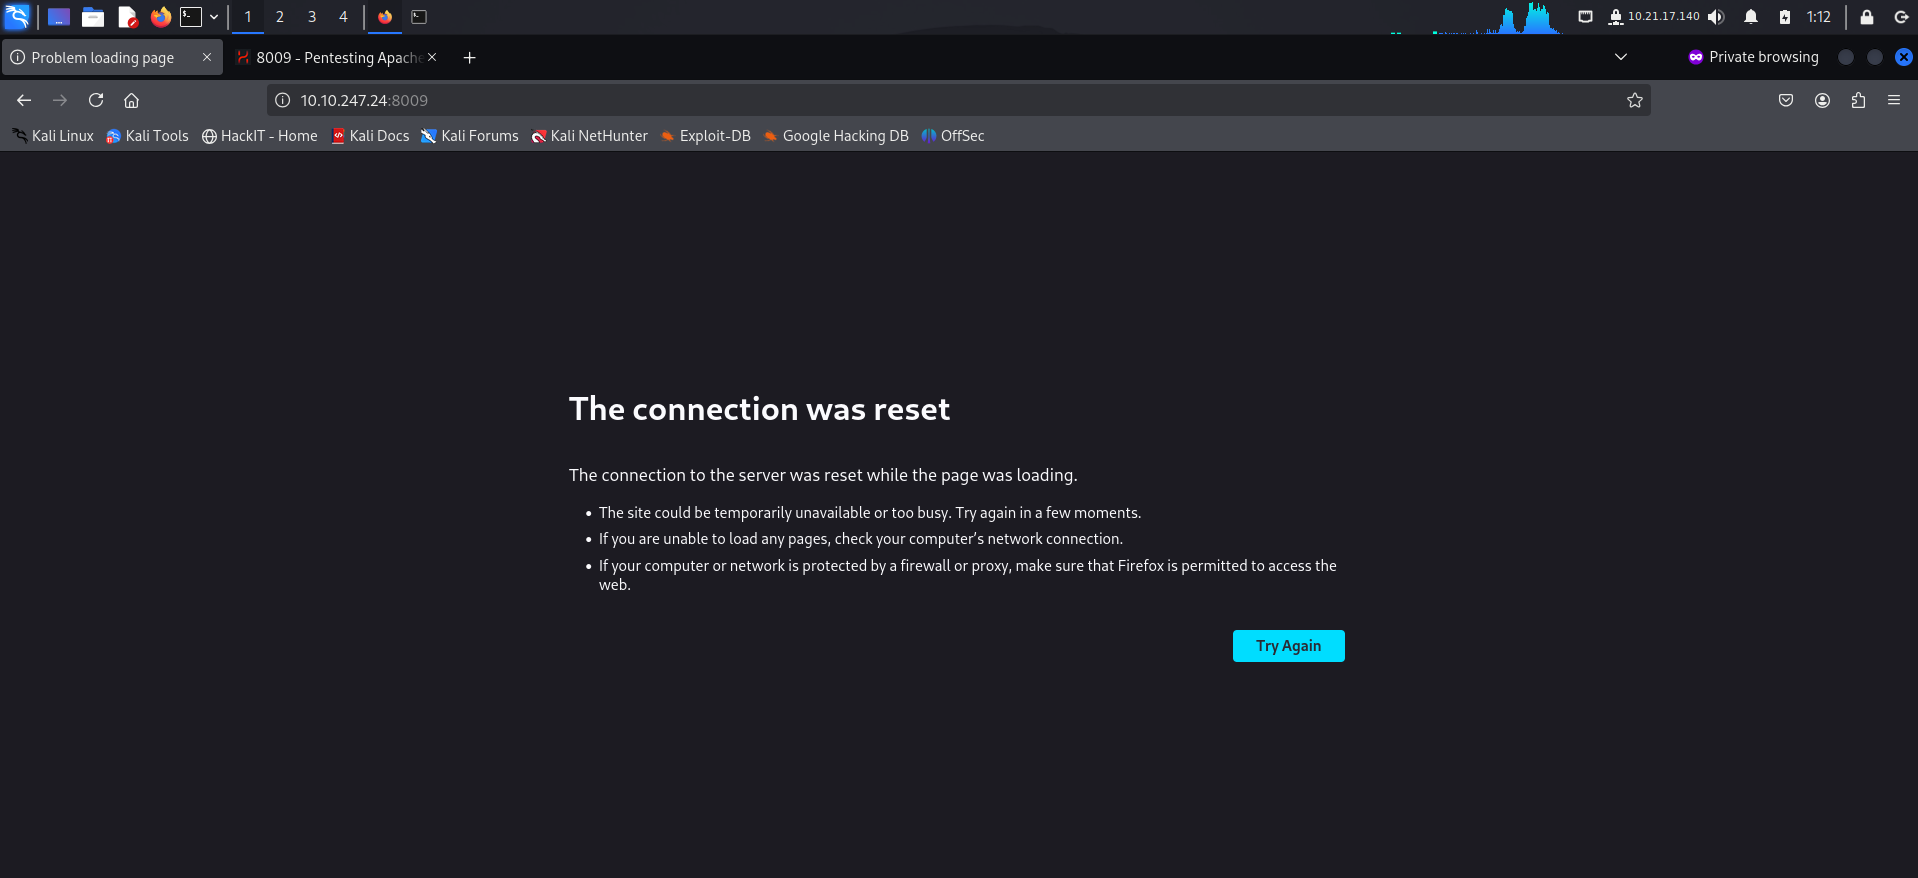 1 2 3 4 10.21.17.140 1:12
Problem loading page 8009 - Pentesting Apache Private browsing
10.10.247.24:8009
Kali Linux Kali Tools HackIT - Home Kali Docs Kali Forums Kali NetHunter Exploit-DB Google Hacking DB OffSec
The connection was reset
The connection to the server was reset while the page was loading.
• The site could be temporarily unavailable or too busy. Try again in a few moments.
• If you are unable to load any pages, check your computer’s network connection.
• If your computer or network is protected by a firewall or proxy, make sure that Firefox is permitted to access the
web.
Try Again